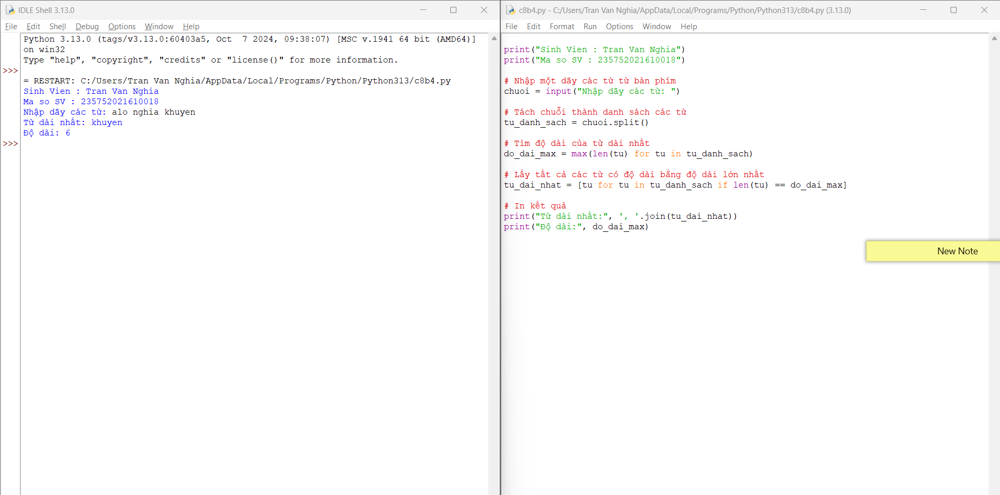 IDLE Shell 3.13.0
File Edit Shell Debug Options Window Help
Python 3.13.0 (tags/v3.13.0:60403a5, Oct  7 2024, 09:38:07) [MSC v.1941 64 bit (AMD64)]
on win32
Type "help", "copyright", "credits" or "license()" for more information.
>>>
= RESTART: C:/Users/Tran Van Nghia/AppData/Local/Programs/Python/Python313/c8b4.py
Sinh Vien : Tran Van Nghia
Ma so SV : 235752021610018
Nhập dãy các từ: alo nghia khuyen
Từ dài nhất: khuyen
Độ dài: 6
>>>
c8b4.py - C:/Users/Tran Van Nghia/AppData/Local/Programs/Python/Python313/c8b4.py (3.13.0)
File Edit Format Run Options Window Help
print("Sinh Vien : Tran Van Nghia")
print("Ma so SV : 235752021610018")
# Nhập một dãy các từ từ bàn phím
chuoi = input("Nhập dãy các từ: ")
# Tách chuỗi thành danh sách các từ
tu_danh_sach = chuoi.split()
# Tìm độ dài của từ dài nhất
do_dai_max = max(len(tu) for tu in tu_danh_sach)
# Lấy tất cả các từ có độ dài bằng độ dài lớn nhất
tu_dai_nhat = [tu for tu in tu_danh_sach if len(tu) == do_dai_max]
# In kết quả
print("Từ dài nhất:", ', '.join(tu_dai_nhat))
print("Độ dài:", do_dai_max)
New Note